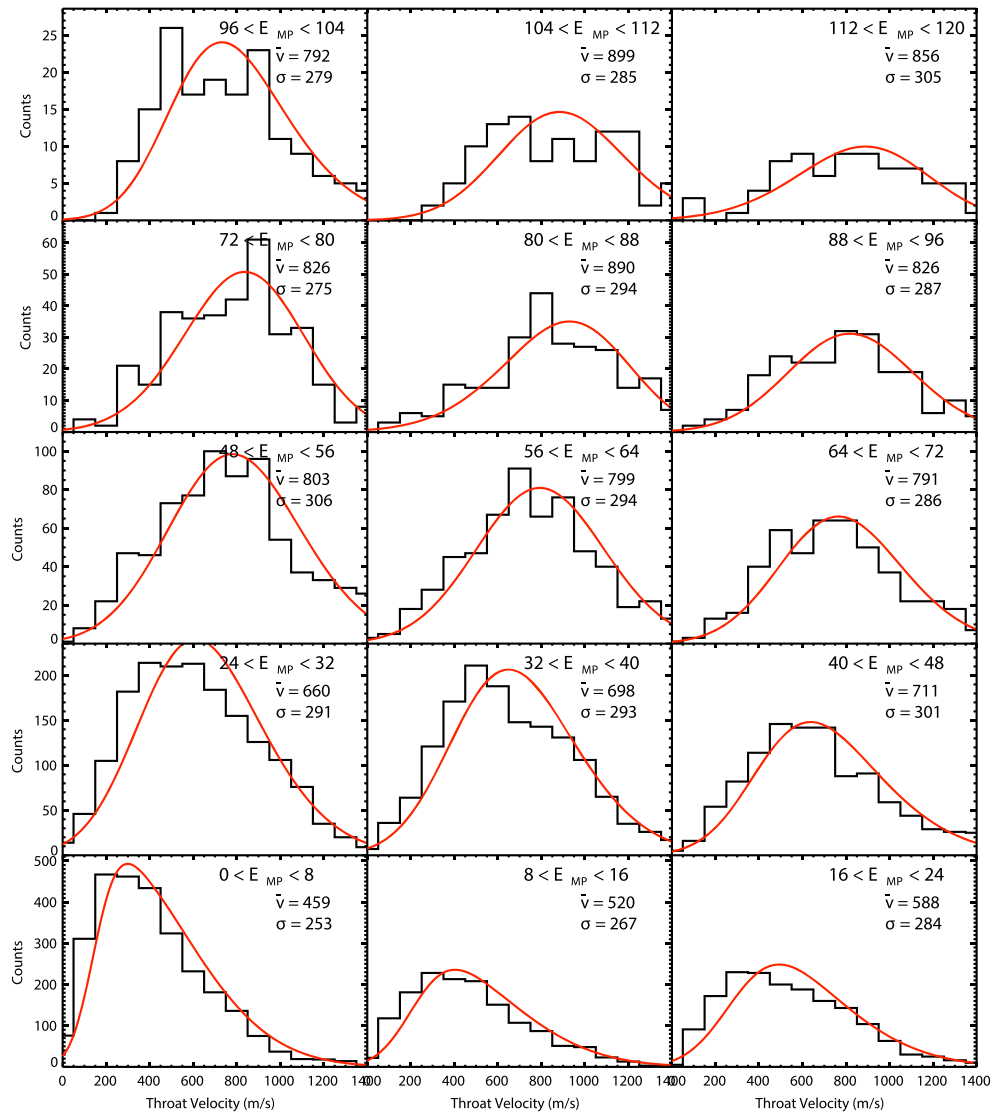 96 < E MP < 104
v̄ = 792
σ = 279
104 < E MP < 112
v̄ = 899
σ = 285
112 < E MP < 120
v̄ = 856
σ = 305
25
20
15
10
5
0
Counts
72 < E MP < 80
v̄ = 826
σ = 275
80 < E MP < 88
v̄ = 890
σ = 294
88 < E MP < 96
v̄ = 826
σ = 287
60
50
40
30
20
10
0
Counts
48 < E MP < 56
v̄ = 803
σ = 306
56 < E MP < 64
v̄ = 799
σ = 294
64 < E MP < 72
v̄ = 791
σ = 286
100
80
60
40
20
0
Counts
24 < E MP < 32
v̄ = 660
σ = 291
32 < E MP < 40
v̄ = 698
σ = 293
40 < E MP < 48
v̄ = 711
σ = 301
200
150
100
50
0
Counts
0 < E MP < 8
v̄ = 459
σ = 253
8 < E MP < 16
v̄ = 520
σ = 267
16 < E MP < 24
v̄ = 588
σ = 284
500
400
300
200
100
0
Counts
0 200 400 600 800 1000 1200 200 400 600 800 1000 1200 200 400 600 800 1000 1200 1400
Throat Velocity (m/s) Throat Velocity (m/s) Throat Velocity (m/s)